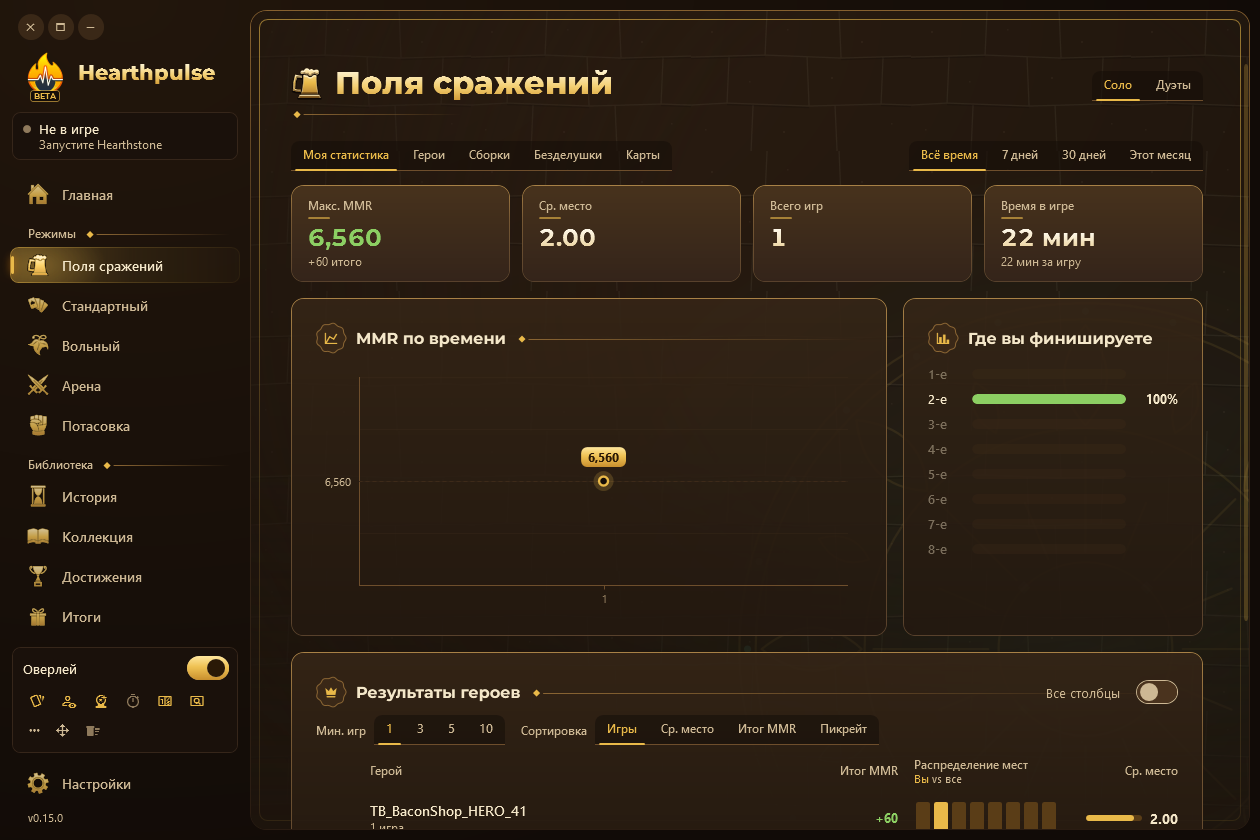 Hearthpulse
BETA
Не в игре
Запустите Hearthstone
Главная
Режимы
Поля сражений
Стандартный
Вольный
Арена
Потасовка
Библиотека
История
Коллекция
Достижения
Итоги
Оверлей
Настройки
v0.15.0
Поля сражений
Соло Дуэты
Моя статистика Герои Сборки Безделушки Карты
Всё время 7 дней 30 дней Этот месяц
Макс. MMR
6,560
+60 итого
Ср. место
2.00
Всего игр
1
Время в игре
22 мин
22 мин за игру
MMR по времени
6,560
6,560
1
Где вы финишируете
1-е
2-е 100%
3-е
4-е
5-е
6-е
7-е
8-е
Результаты героев
Все столбцы
Мин. игр 1 3 5 10 Сортировка Игры Ср. место Итог MMR Пикрейт
Герой Итог MMR Распределение мест Ср. место
Вы vs все
TB_BaconShop_HERO_41
+60 2.00
1 игра